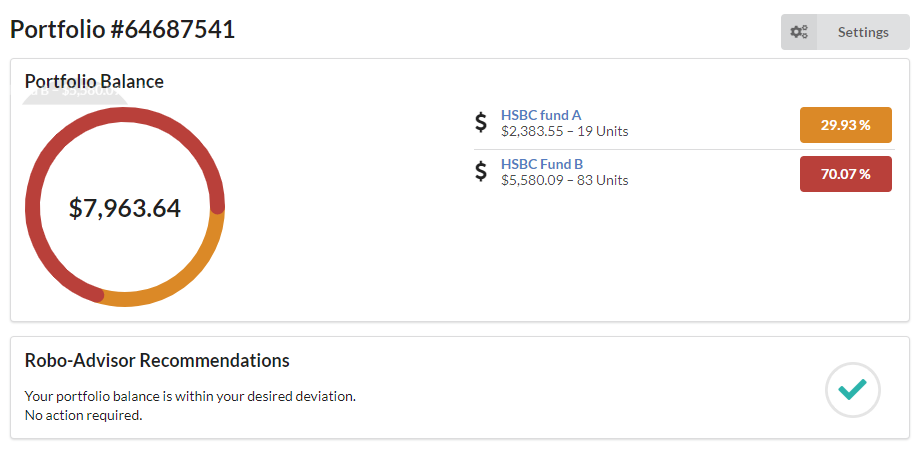 Portfolio #64687541
Settings
Portfolio Balance
$7,963.64
HSBC fund A
$2,383.55 – 19 Units
29.93 %
HSBC Fund B
$5,580.09 – 83 Units
70.07 %
Robo-Advisor Recommendations
Your portfolio balance is within your desired deviation.
No action required.